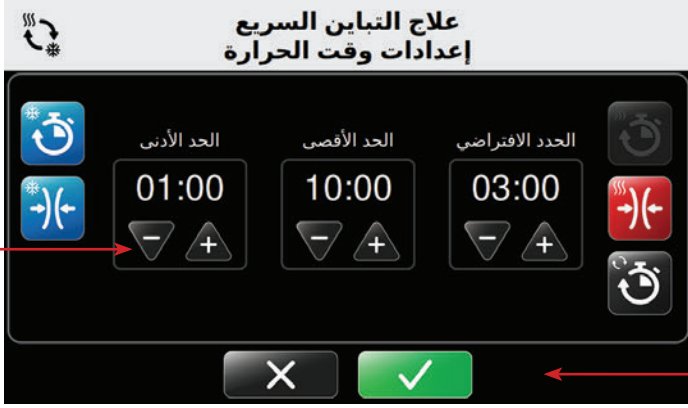 علاج التباين السريع
إعدادات وقت الحرارة
الحدد الافتراضي
الحد الأقصى
الحد الأدنى
03:00
10:00
01:00